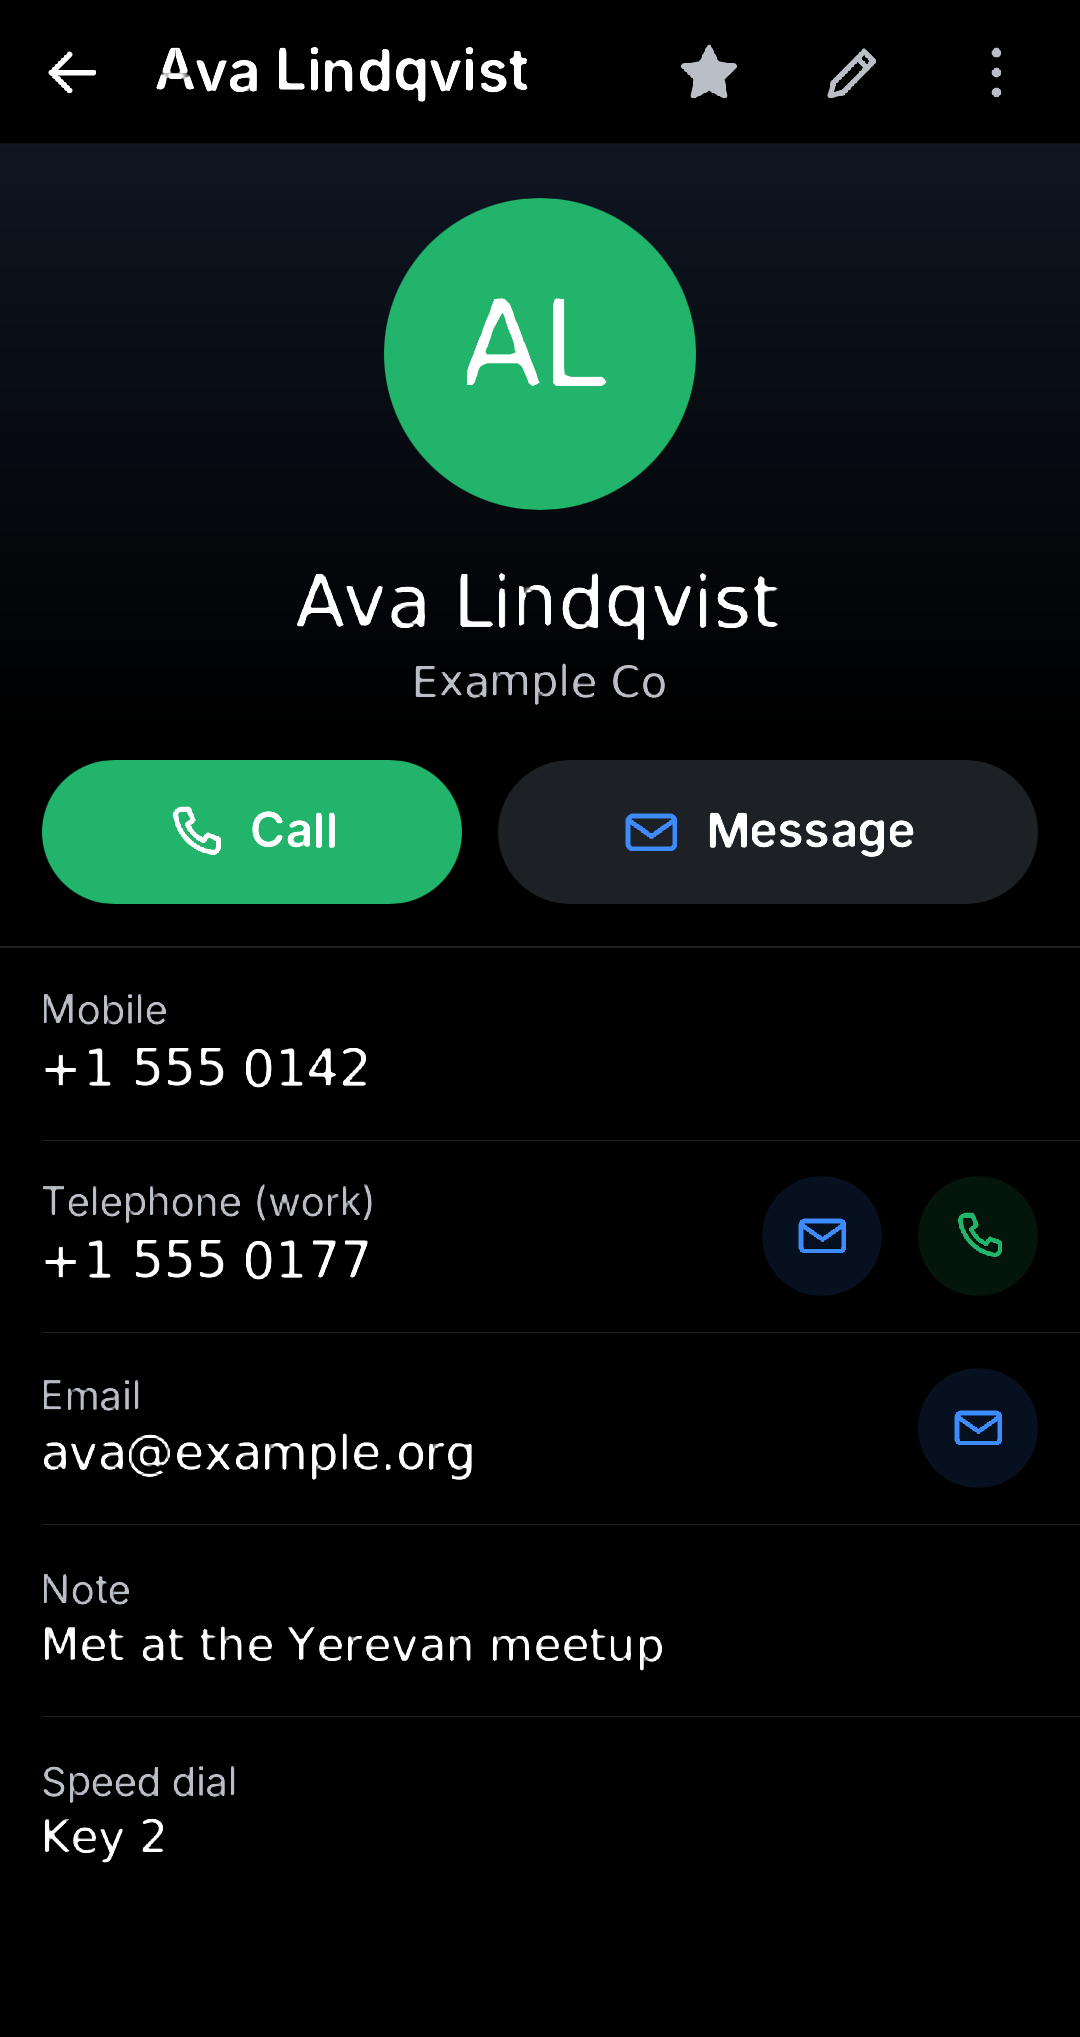 Ava Lindqvist
AL
Ava Lindqvist
Example Co
Call
Message
Mobile
+1 555 0142
Telephone (work)
+1 555 0177
Email
ava@example.org
Note
Met at the Yerevan meetup
Speed dial
Key 2